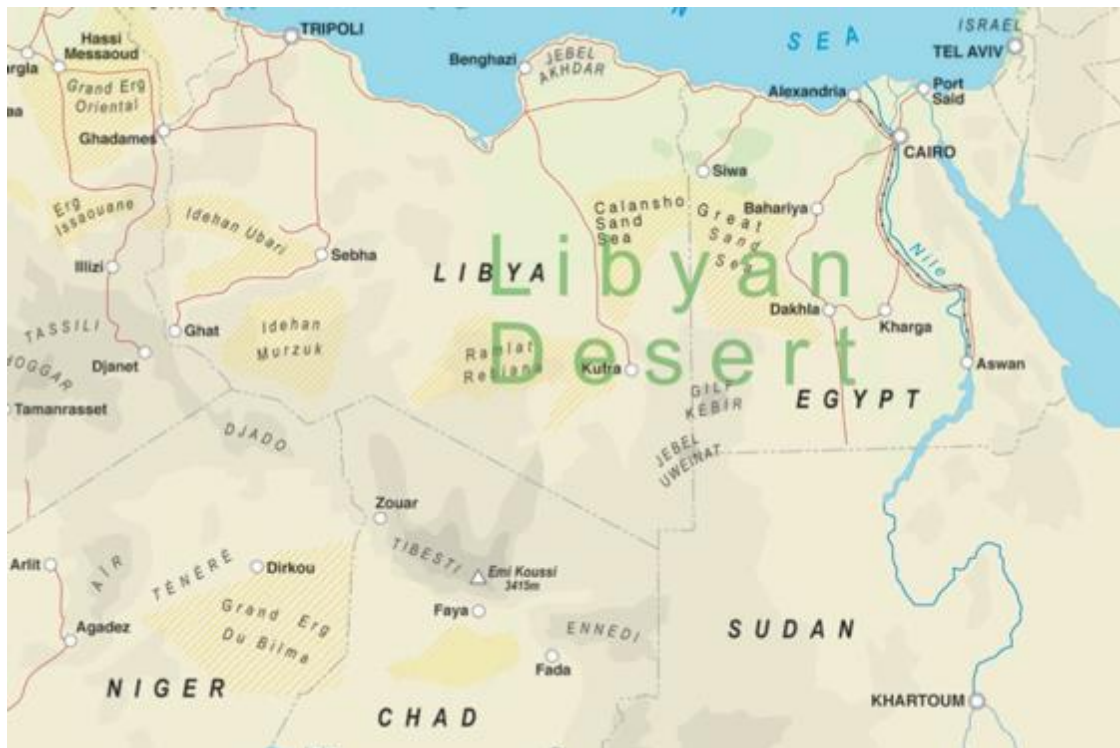 S E A
ISRAEL
TRIPOLI
Hassi
Messaoud
TEL AVIV
Benghazi
JEBEL
AKHDAR
argla
Grand Erg
Oriental
Alexandria
Port
Said
aa
Ghadames
CAIRO
Siwa
Erg
Issaouane
Idehan Ubari
Calansho
Sand
Sea
Bahariya
Great
Sand
Sea
Nile
Sebha
Illizi
LIBYA
Libyan
Desert
Dakhla
Kharga
TASSILI
Ghat
Idehan
Murzuk
HOGGAR
Djanet
Ramlat
Rebiana
Kufra
Aswan
GILF
KEBIR
EGYPT
Tamanrasset
DJADO
JEBEL
UWEINAT
Zouar
TIBESTI
Emi Koussi
3415m
Arlit
AÏR
TÉNÉRÉ
Dirkou
Faya
Grand Erg
Du Bilma
Agadez
ENNEDI
SUDAN
Fada
NIGER
CHAD
KHARTOUM